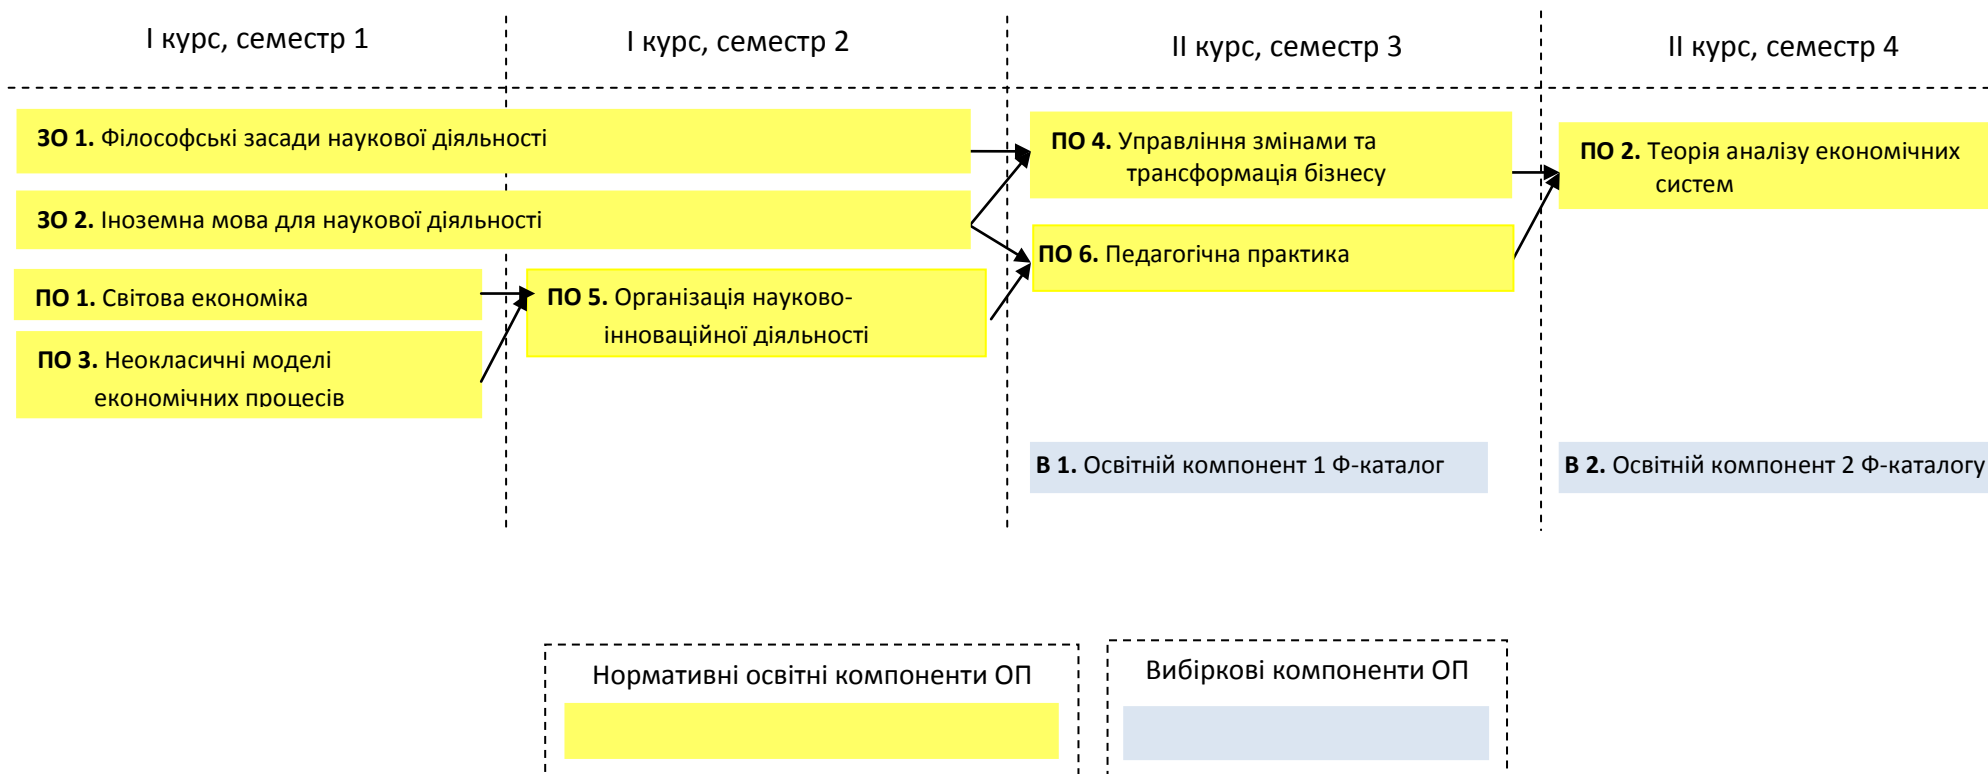 І курс, семестр 1
І курс, семестр 2
ІІ курс, семестр 3
ІІ курс, семестр 4
ЗО 1. Філософські засади наукової діяльності
ЗО 2. Іноземна мова для наукової діяльності
ПО 1. Світова економіка
ПО 3. Неокласичні моделі
економічних процесів
ПО 5. Організація науково-
інноваційної діяльності
ПО 4. Управління змінами та
трансформація бізнесу
ПО 6. Педагогічна практика
ПО 2. Теорія аналізу економічних
систем
В 1. Освітній компонент 1 Ф-каталог
В 2. Освітній компонент 2 Ф-каталогу
Нормативні освітні компоненти ОП
Вибіркові компоненти ОП